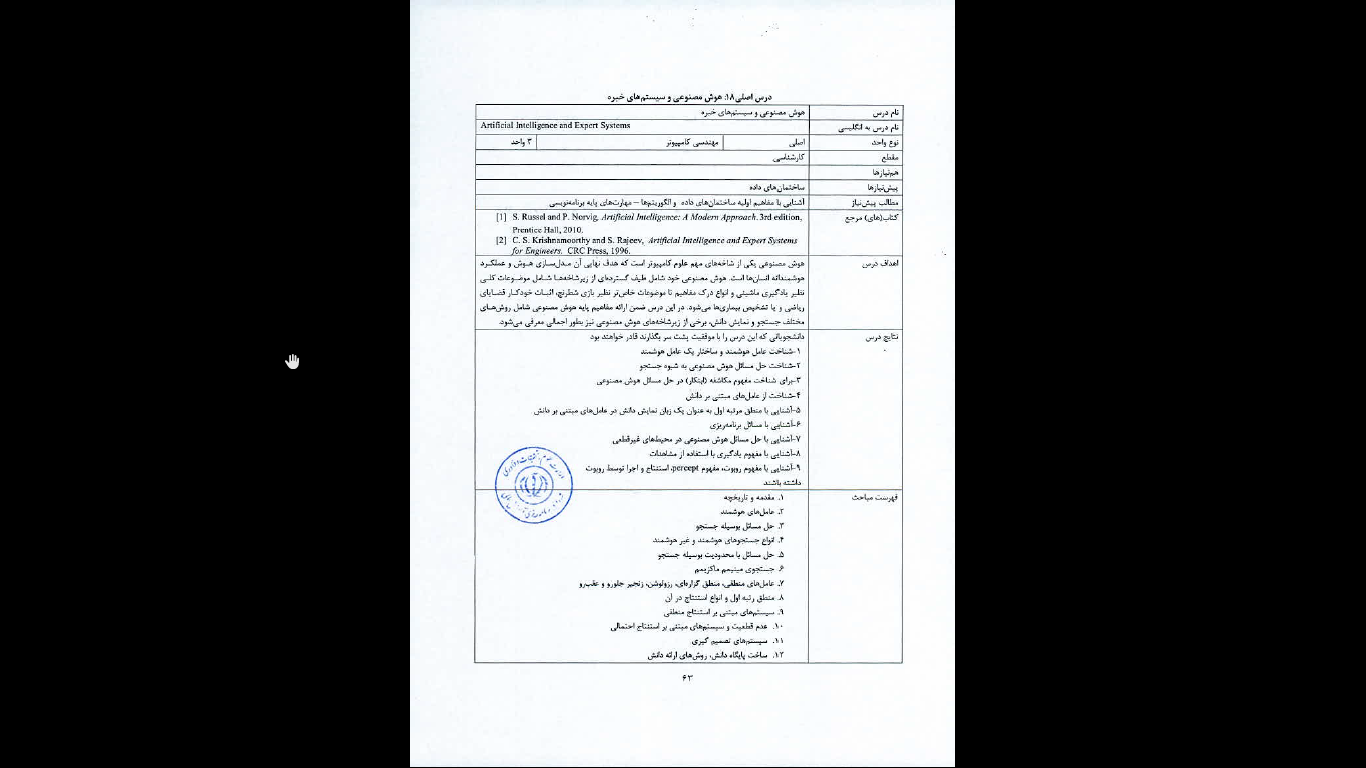 درس اصلی۱۸: هوش مصنوعی و سیستم‌های خبره
نام درس هوش مصنوعی و سیستم‌های خبره
نام درس به انگلیسی Artificial Intelligence and Expert Systems
نوع واحد اصلی مهندسی کامپیوتر ۳ واحد
مقطع کارشناسی
هم‌نیازها
پیش‌نیازها ساختمان‌های داده
مطالب پیش‌نیاز آشنایی با مفاهیم اولیه ساختمان‌های داده و الگوریتم‌ها – مهارت‌های پایه برنامه‌نویسی
کتاب(های) مرجع [1] S. Russel and P. Norvig, Artificial Intelligence: A Modern Approach. 3rd edition,
Prentice Hall, 2010.
[2] C. S. Krishnamoorthy and S. Rajeev, Artificial Intelligence and Expert Systems
for Engineers. CRC Press, 1996.
اهداف درس هوش مصنوعی یکی از شاخه‌های مهم علوم کامپیوتر است که هدف نهایی آن مدل‌سازی هوش و عملکرد
هوشمندانه انسان‌ها است. هوش مصنوعی خود شامل طیف گسترده‌ای از زیرشاخه‌ها شامل موضوعات کلی
نظیر یادگیری ماشینی و انواع درک مفاهیم تا موضوعات خاص‌تر نظیر بازی شطرنج، اثبات خودکار قضایای
ریاضی و یا تشخیص بیماری‌ها می‌شود. در این درس ضمن ارائه مفاهیم پایه هوش مصنوعی شامل روش‌های
مختلف جستجو و نمایش دانش، برخی از زیرشاخه‌های هوش مصنوعی نیز بطور اجمالی معرفی می‌شود.
نتایج درس دانشجویانی که این درس را با موفقیت پشت سر بگذارند قادر خواهند بود
۱-شناخت عامل هوشمند و ساختار یک عامل هوشمند
۲-شناخت حل مسائل هوش مصنوعی به شیوه جستجو
۳-برای شناخت مفهوم مکاشفه (ابتکار) در حل مسائل هوش مصنوعی
۴-شناخت از عامل‌های مبتنی بر دانش
۵-آشنایی با منطق مرتبه اول به عنوان یک زبان نمایش دانش در عامل‌های مبتنی بر دانش
۶-آشنایی با مسائل برنامه‌ریزی
۷-آشنایی با حل مسائل هوش مصنوعی در محیط‌های غیرقطعی
۸-آشنایی با مفهوم یادگیری با استفاده از مشاهدات
۹-آشنایی با مفهوم روبوت، مفهوم percept، استنتاج و اجرا توسط روبوت
داشته باشند
فهرست مباحث ۱. مقدمه و تاریخچه
۲. عامل‌های هوشمند
۳. حل مسائل بوسیله جستجو
۴. انواع جستجوهای هوشمند و غیر هوشمند
۵. حل مسائل با محدودیت بوسیله جستجو
۶. جستجوی مینیمم ماکزیمم
۷. عامل‌های منطقی، منطق گزاره‌ای، رزولوشن، زنجیر جلورو و عقب‌رو
۸. منطق رتبه اول و انواع استنتاج در آن
۹. سیستم‌های مبتنی بر استنتاج منطقی
۱۰. عدم قطعیت و سیستم‌های مبتنی بر استنتاج احتمالی
۱۱. سیستم‌های تصمیم گیری
۱۲. ساخت پایگاه دانش، روش‌های ارائه دانش
۶۳